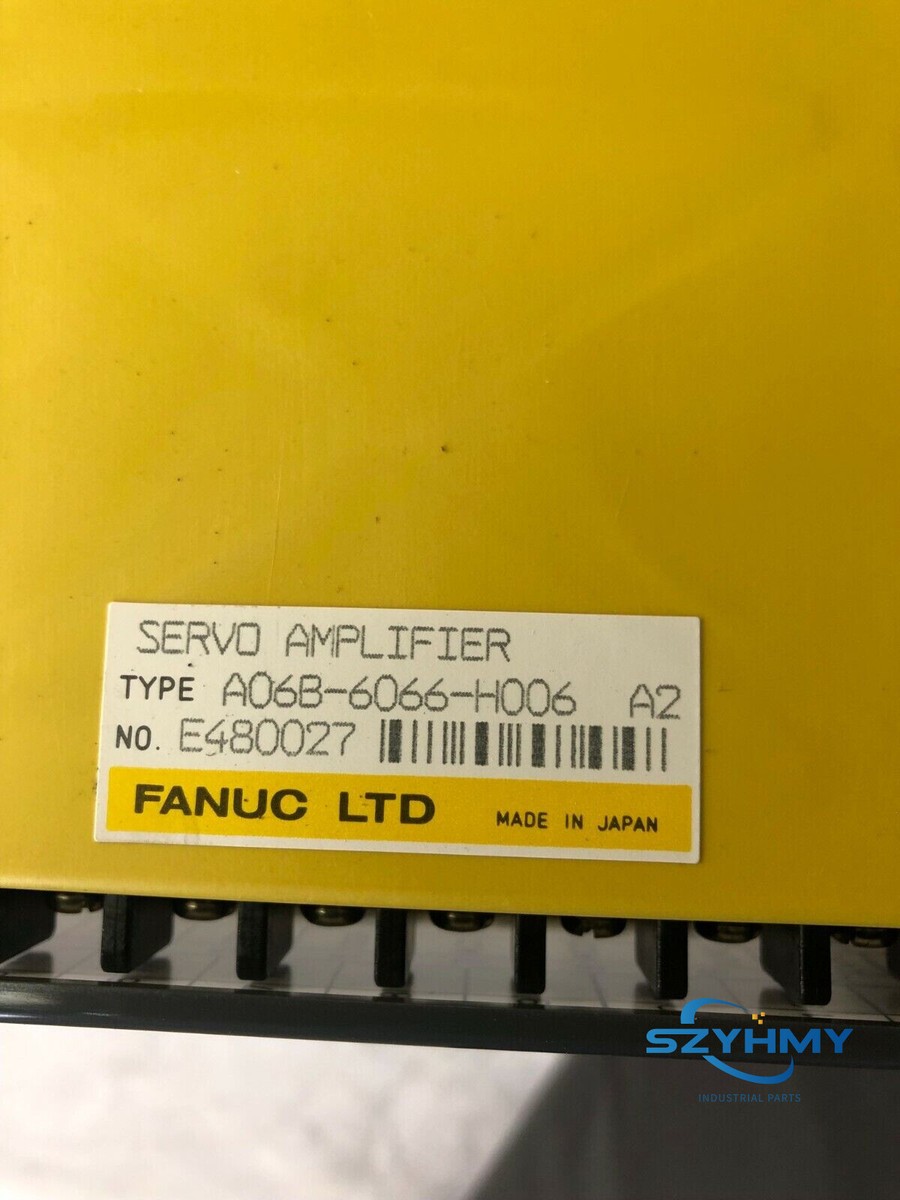 SERVO AMPLIFIER
TYPE A06B-6066-H006 A2
NO. E480027
FANUC LTD MADE IN JAPAN
SZYHMY
INDUSTRIAL PARTS